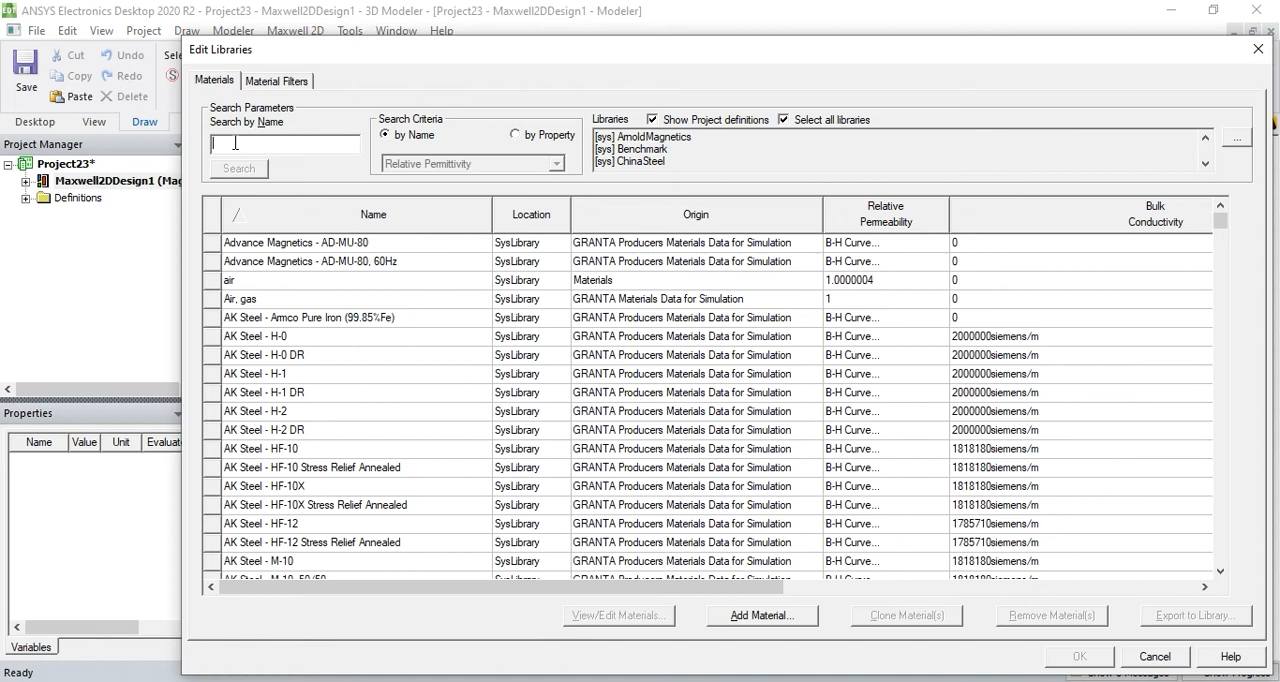 EDT ANSYS Electronics Desktop 2020 R2 - Project23 - Maxwell2DDesign1 - 3D Modeler - [Project23 - Maxwell2DDesign1 - Modeler]
File Edit View Project Draw Modeler Maxwell 2D Tools Window Help
Save Cut Copy Paste Undo Redo Delete
Desktop View Draw
Project Manager
Project23*
Maxwell2DDesign1 (Mag
Definitions
Properties
Name Value Unit Evaluat
Variables
Ready
Edit Libraries
Materials Material Filters
Search Parameters
Search by Name
Search
Search Criteria
by Name by Property
Relative Permittivity
Libraries Show Project definitions Select all libraries
[sys] ArnoldMagnetics
[sys] Benchmark
[sys] ChinaSteel
...
/ Name Location Origin Relative Permeability Bulk Conductivity
Advance Magnetics - AD-MU-80 SysLibrary GRANTA Producers Materials Data for Simulation B-H Curve... 0
Advance Magnetics - AD-MU-80, 60Hz SysLibrary GRANTA Producers Materials Data for Simulation B-H Curve... 0
air SysLibrary Materials 1.0000004 0
Air, gas SysLibrary GRANTA Materials Data for Simulation 1 0
AK Steel - Armco Pure Iron (99.85%Fe) SysLibrary GRANTA Producers Materials Data for Simulation B-H Curve... 0
AK Steel - H-0 SysLibrary GRANTA Producers Materials Data for Simulation B-H Curve... 2000000siemens/m
AK Steel - H-0 DR SysLibrary GRANTA Producers Materials Data for Simulation B-H Curve... 2000000siemens/m
AK Steel - H-1 SysLibrary GRANTA Producers Materials Data for Simulation B-H Curve... 2000000siemens/m
AK Steel - H-1 DR SysLibrary GRANTA Producers Materials Data for Simulation B-H Curve... 2000000siemens/m
AK Steel - H-2 SysLibrary GRANTA Producers Materials Data for Simulation B-H Curve... 2000000siemens/m
AK Steel - H-2 DR SysLibrary GRANTA Producers Materials Data for Simulation B-H Curve... 2000000siemens/m
AK Steel - HF-10 SysLibrary GRANTA Producers Materials Data for Simulation B-H Curve... 1818180siemens/m
AK Steel - HF-10 Stress Relief Annealed SysLibrary GRANTA Producers Materials Data for Simulation B-H Curve... 1818180siemens/m
AK Steel - HF-10X SysLibrary GRANTA Producers Materials Data for Simulation B-H Curve... 1818180siemens/m
AK Steel - HF-10X Stress Relief Annealed SysLibrary GRANTA Producers Materials Data for Simulation B-H Curve... 1818180siemens/m
AK Steel - HF-12 SysLibrary GRANTA Producers Materials Data for Simulation B-H Curve... 1785710siemens/m
AK Steel - HF-12 Stress Relief Annealed SysLibrary GRANTA Producers Materials Data for Simulation B-H Curve... 1785710siemens/m
AK Steel - M-10 SysLibrary GRANTA Producers Materials Data for Simulation B-H Curve... 1818180siemens/m
View/Edit Materials... Add Material... Clone Material(s) Remove Material(s) Export to Library...
OK Cancel Help